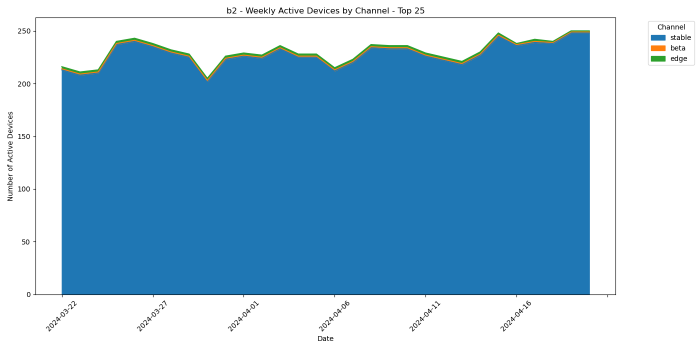 b2 - Weekly Active Devices by Channel - Top 25
Number of Active Devices
250
200
150
100
50
0
2024-03-22
2024-03-27
2024-04-01
2024-04-06
2024-04-11
2024-04-16
Date
Channel
stable
beta
edge